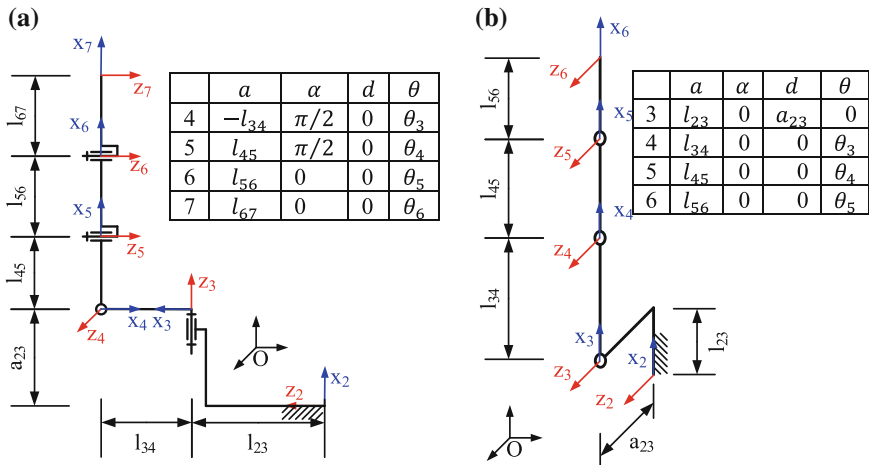 (a)
x₇
z₇
l₆₇
x₆
z₆
l₅₆
x₅
z₅
l₄₅
z₃
x₄ x₃
z₄
a₂₃
O
x₂
z₂
l₃₄
l₂₃
a α d θ
4 −l₃₄ π/2 0 θ₃
5 l₄₅ π/2 0 θ₄
6 l₅₆ 0 0 θ₅
7 l₆₇ 0 0 θ₆
(b)
x₆
z₆
l₅₆
x₅
z₅
l₄₅
x₄
z₄
l₃₄
x₃
z₃
x₂
l₂₃
z₂
a₂₃
O
a α d θ
3 l₂₃ 0 a₂₃ 0
4 l₃₄ 0 0 θ₃
5 l₄₅ 0 0 θ₄
6 l₅₆ 0 0 θ₅